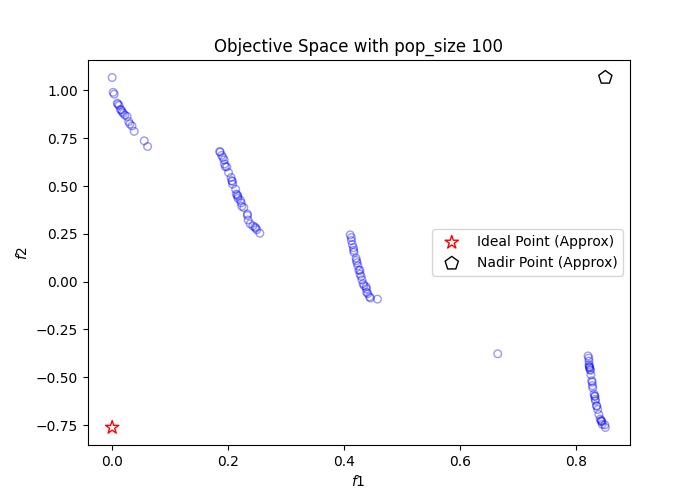 Objective Space with pop_size 100
1.00
0.75
0.50
0.25
0.00
−0.25
−0.50
−0.75
f2
Ideal Point (Approx)
Nadir Point (Approx)
0.0 0.2 0.4 0.6 0.8
f1